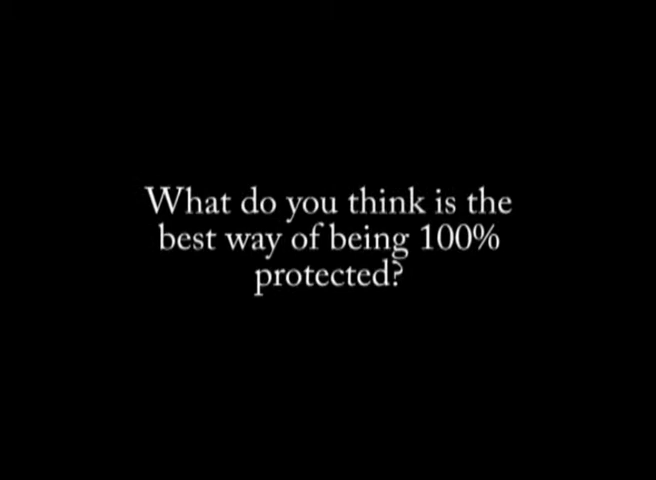 What do you think is the
best way of being 100%
protected?